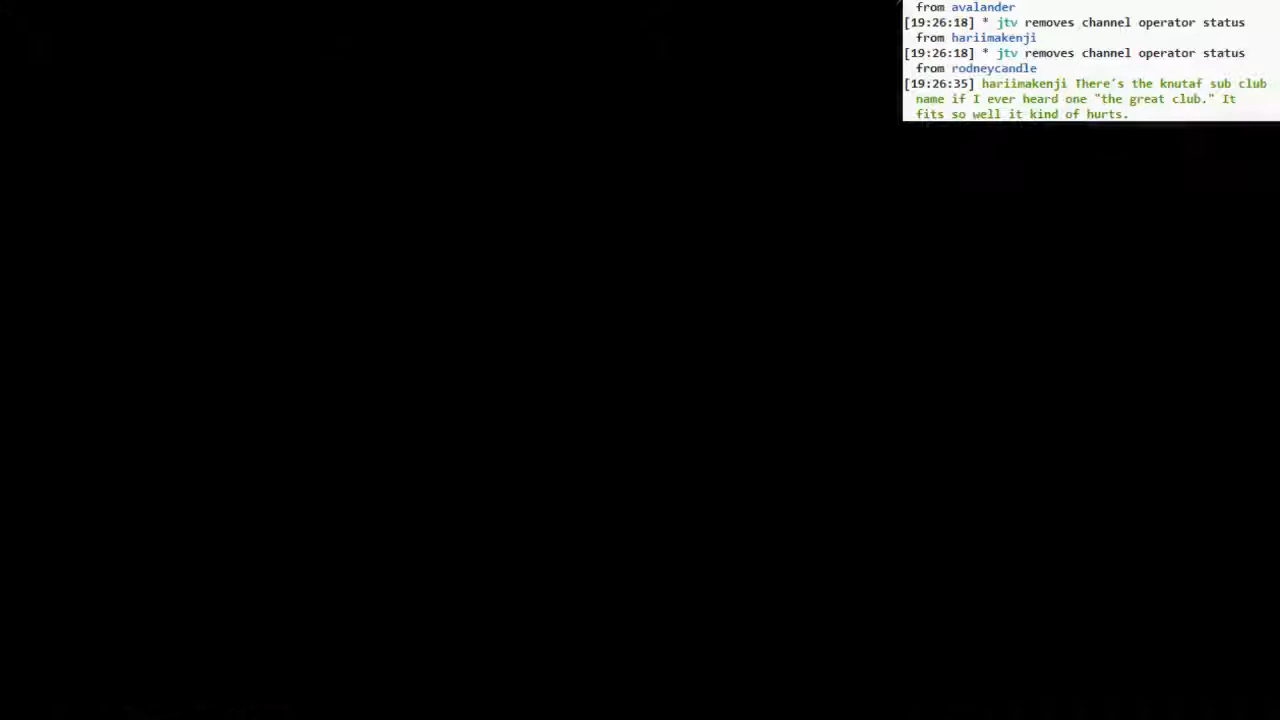 from avalander
[19:26:18] * jtv removes channel operator status
from hariimakenji
[19:26:18] * jtv removes channel operator status
from rodneycandle
[19:26:35] hariimakenji There's the knutaf sub club
name if I ever heard one "the great club." It
fits so well it kind of hurts.